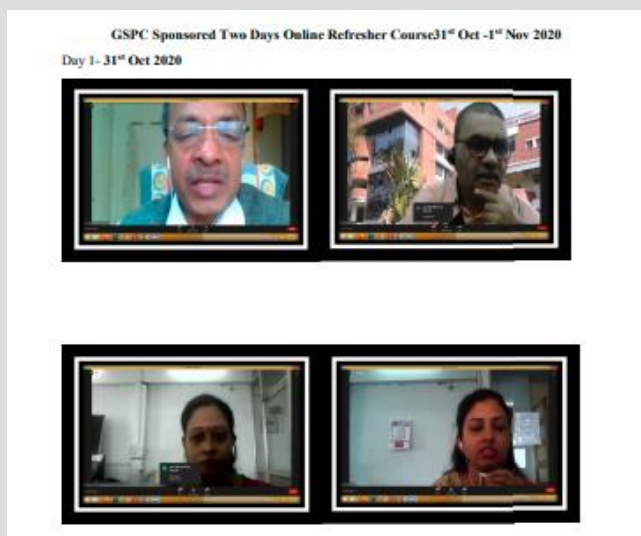 GSPC Sponsored Two Days Online Refresher Course31st Oct -1st Nov 2020
Day 1- 31st Oct 2020